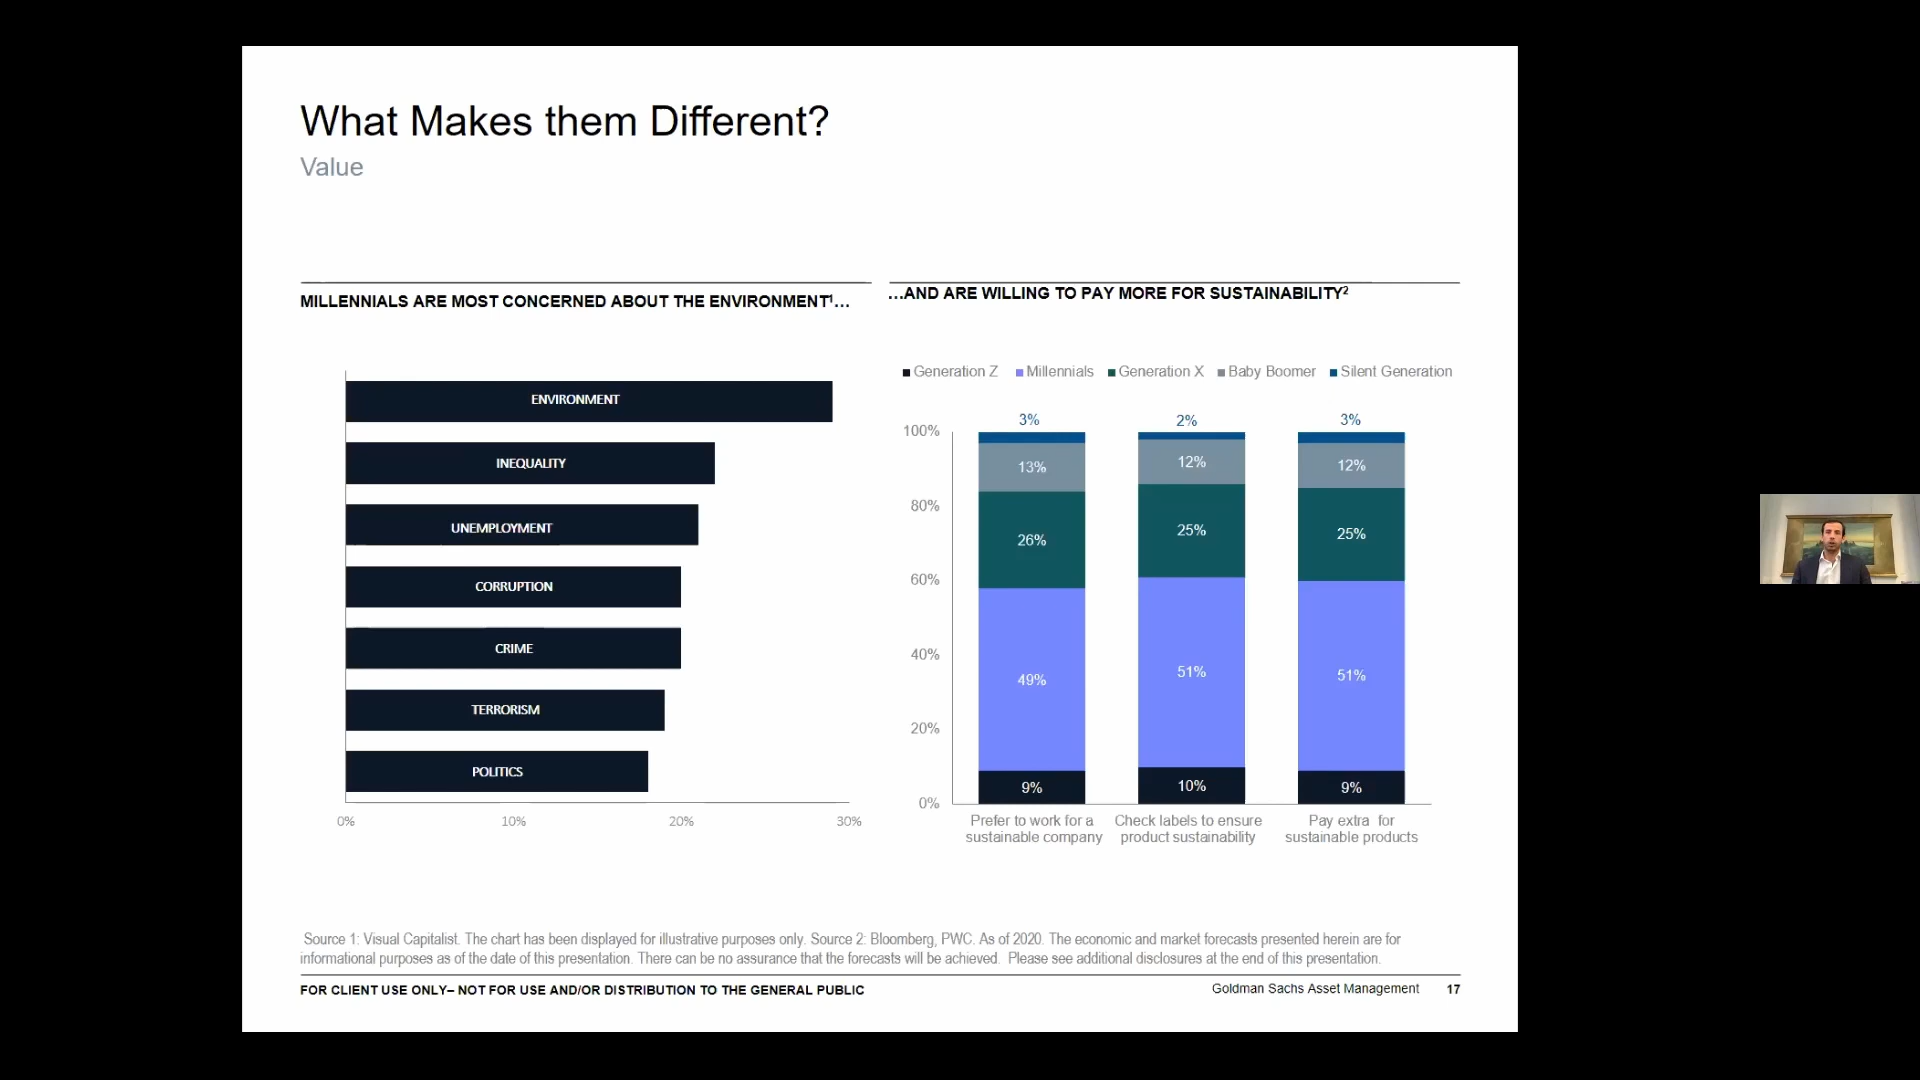 What Makes them Different?
Value
MILLENNIALS ARE MOST CONCERNED ABOUT THE ENVIRONMENT¹…
ENVIRONMENT
INEQUALITY
UNEMPLOYMENT
CORRUPTION
CRIME
TERRORISM
POLITICS
0% 10% 20% 30%
…AND ARE WILLING TO PAY MORE FOR SUSTAINABILITY²
Generation Z Millennials Generation X Baby Boomer Silent Generation
100%
80%
60%
40%
20%
0%
3% 2% 3%
13% 12% 12%
26% 25% 25%
49% 51% 51%
9% 10% 9%
Prefer to work for a
sustainable company
Check labels to ensure
product sustainability
Pay extra for
sustainable products
Source 1: Visual Capitalist. The chart has been displayed for illustrative purposes only. Source 2: Bloomberg, PWC. As of 2020. The economic and market forecasts presented herein are for
informational purposes as of the date of this presentation. There can be no assurance that the forecasts will be achieved. Please see additional disclosures at the end of this presentation.
FOR CLIENT USE ONLY– NOT FOR USE AND/OR DISTRIBUTION TO THE GENERAL PUBLIC
Goldman Sachs Asset Management 17